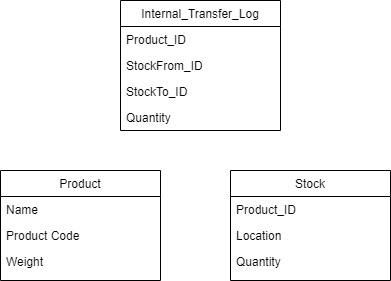 Internal_Transfer_Log
Product_ID
StockFrom_ID
StockTo_ID
Quantity
Product
Name
Product Code
Weight
Stock
Product_ID
Location
Quantity